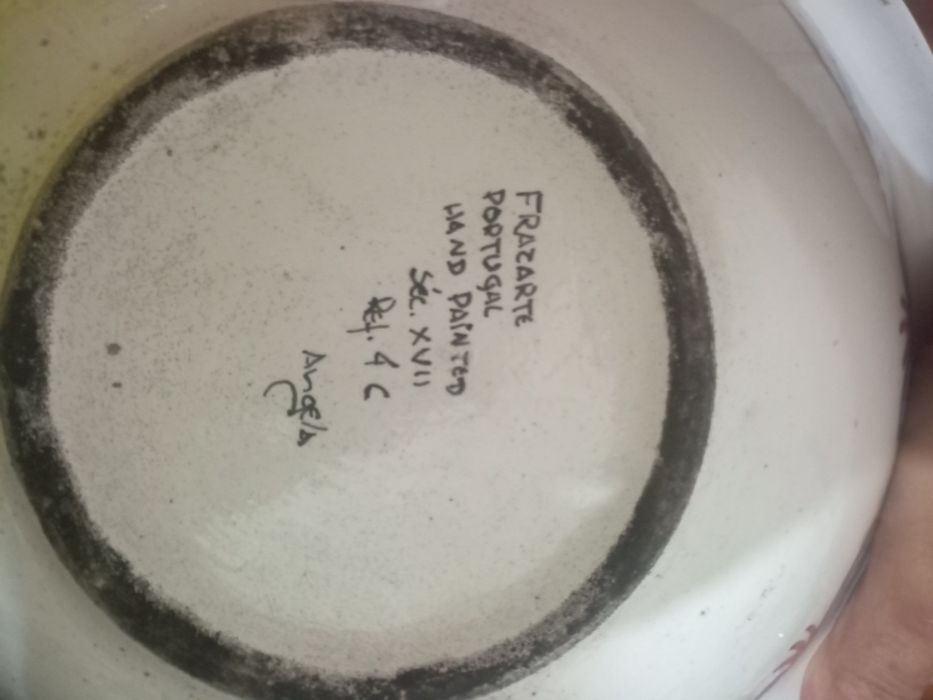 FRAZARTE
PORTUGAL
HAND PAINTED
Séc. XVII
Ref. 4 C
Angela